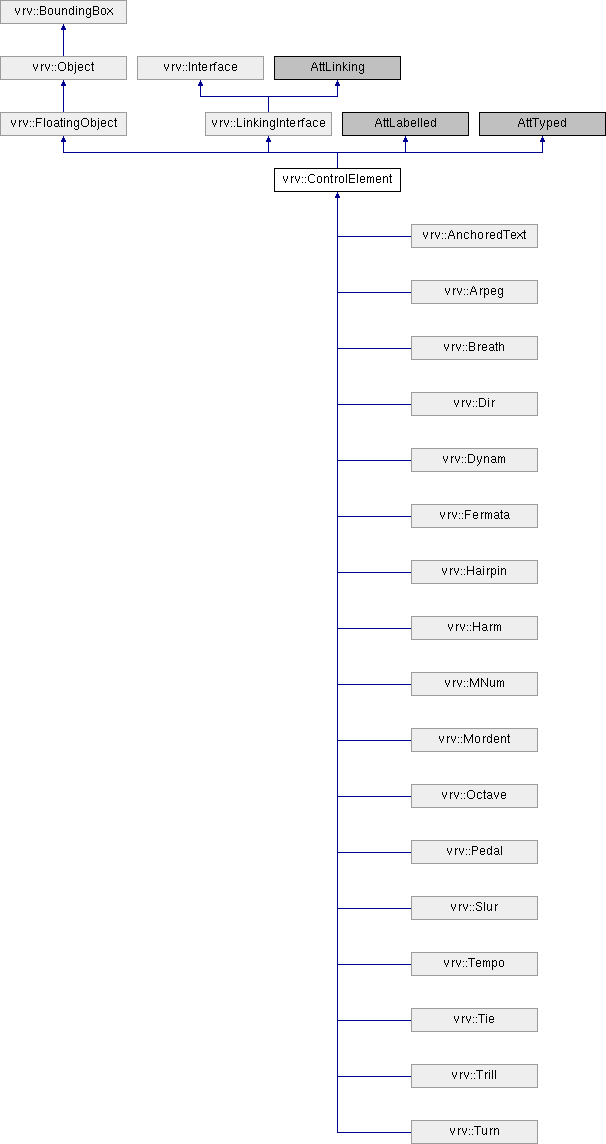 vrv::BoundingBox
vrv::Object
vrv::Interface
AttLinking
vrv::FloatingObject
vrv::LinkingInterface
AttLabelled
AttTyped
vrv::ControlElement
vrv::AnchoredText
vrv::Arpeg
vrv::Breath
vrv::Dir
vrv::Dynam
vrv::Fermata
vrv::Hairpin
vrv::Harm
vrv::MNum
vrv::Mordent
vrv::Octave
vrv::Pedal
vrv::Slur
vrv::Tempo
vrv::Tie
vrv::Trill
vrv::Turn